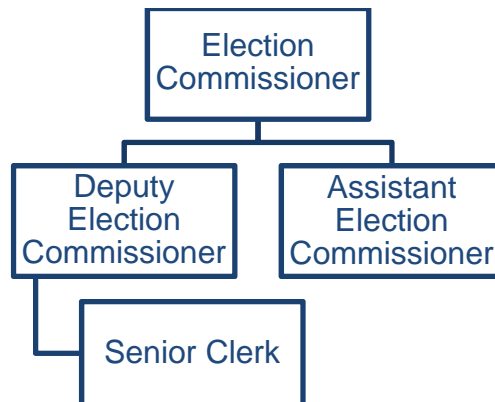 Election
Commissioner
Deputy
Election
Commissioner
Assistant
Election
Commissioner
Senior Clerk